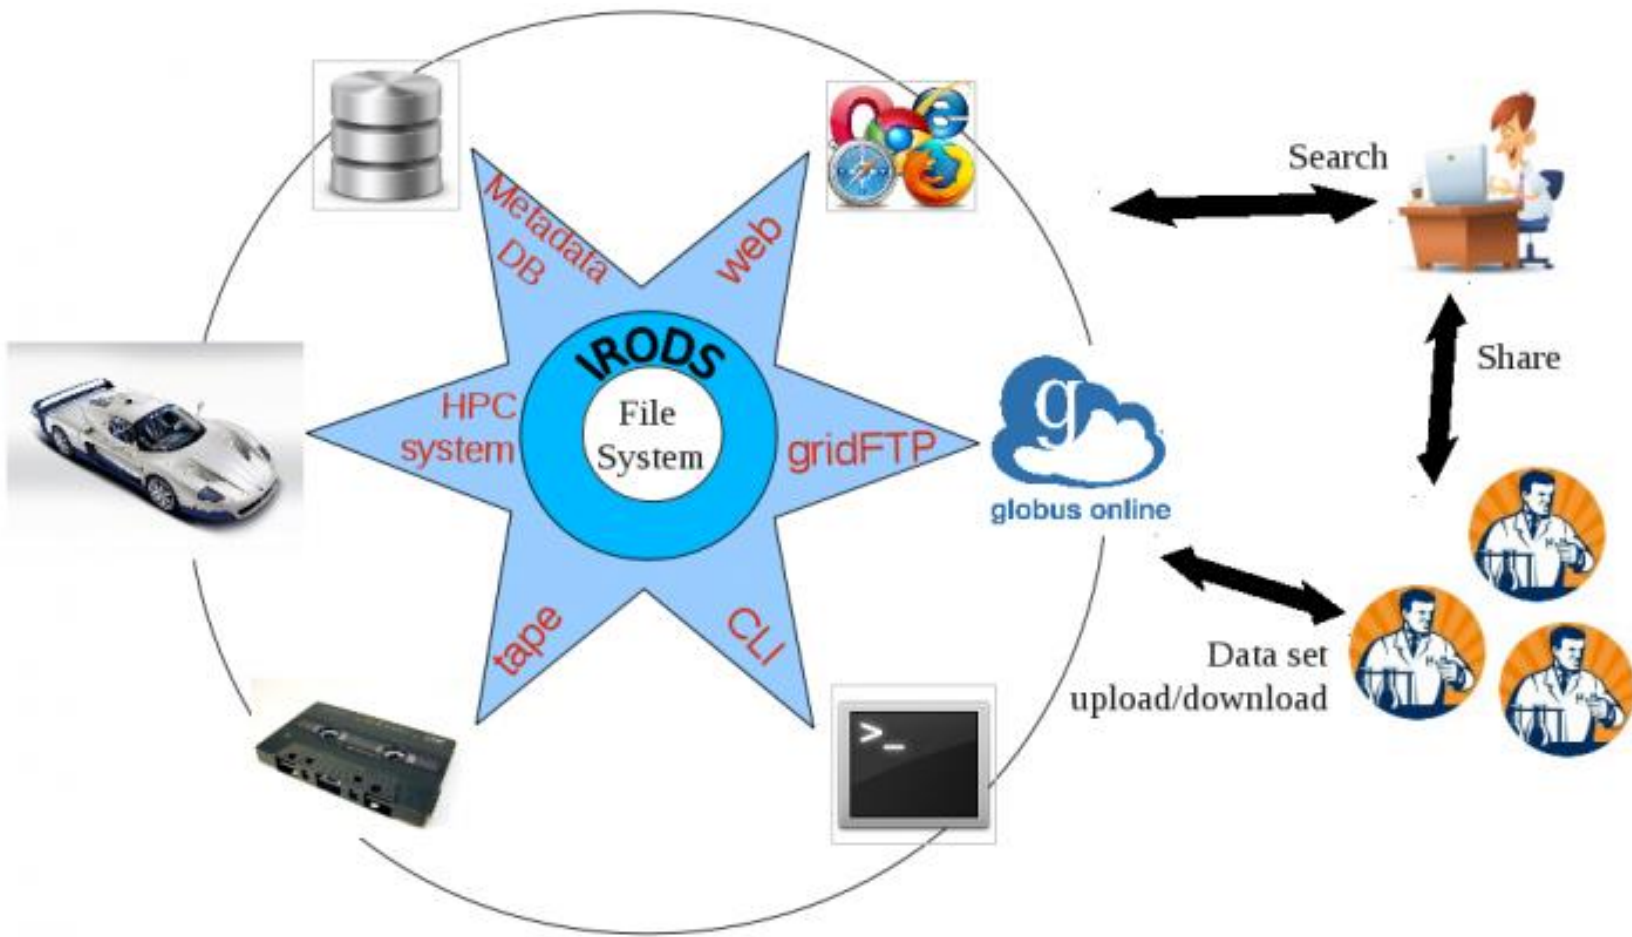 Metadata
DB
web
Search
IRODS
File
System
HPC
system
gridFTP
g
globus online
Share
tape
CLI
>_
Data set
upload/download